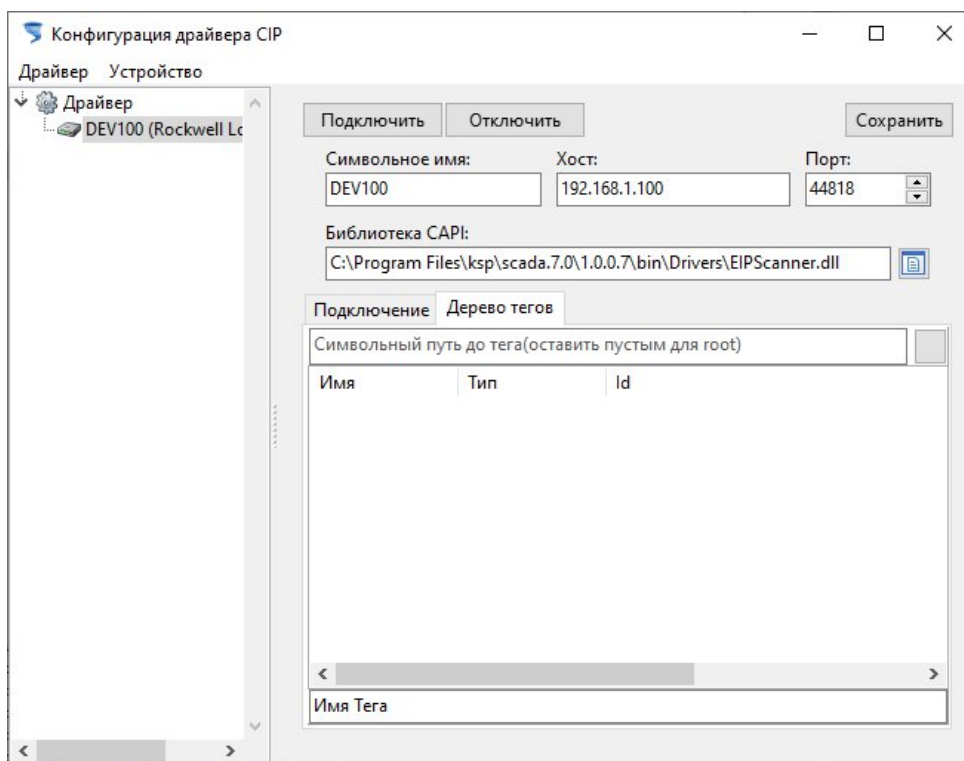 Конфигурация драйвера CIP
Драйвер Устройство
Драйвер
DEV100 (Rockwell Lc
Подключить Отключить Сохранить
Символьное имя: Хост: Порт:
DEV100 192.168.1.100 44818
Библиотека CAPI:
C:\Program Files\ksp\scada.7.0\1.0.0.7\bin\Drivers\EIPScanner.dll
Подключение Дерево тегов
Символьный путь до тега(оставить пустым для root)
Имя Тип Id
Имя Тега